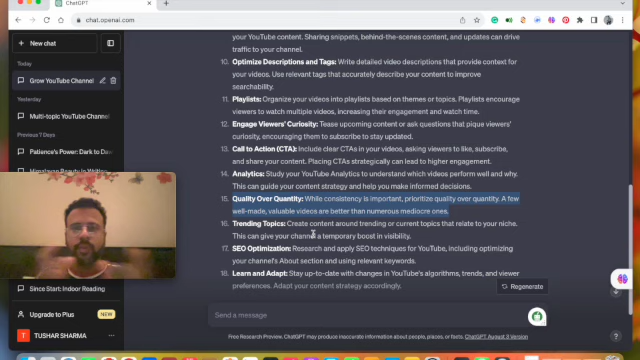 ChatGPT
chat.openai.com
New chat
Today
Grow YouTube Channel
Yesterday
Multi-topic YouTube Channel
Previous 7 Days
Patience's Power: Dark to Daw
Himalayan Beauty in Writing
Since Start: Indoor Reading
Upgrade to Plus
NEW
TUSHAR SHARMA
your YouTube content. Sharing snippets, behind-the-scenes content, and updates can drive
traffic to your channel.
10. Optimize Descriptions and Tags: Write detailed video descriptions that provide context for
your videos. Use relevant tags that accurately describe your content to improve
searchability.
11. Playlists: Organize your videos into playlists based on themes or topics. Playlists encourage
viewers to watch multiple videos, increasing their engagement and watch time.
12. Engage Viewers' Curiosity: Tease upcoming content or ask questions that pique viewers'
curiosity, encouraging them to subscribe to stay updated.
13. Call to Action (CTA): Include clear CTAs in your videos, asking viewers to like, subscribe,
and share your content. Placing CTAs strategically can lead to higher engagement.
14. Analytics: Study your YouTube Analytics to understand which videos perform well and why.
This can guide your content strategy and help you make informed decisions.
15. Quality Over Quantity: While consistency is important, prioritize quality over quantity. A few
well-made, valuable videos are better than numerous mediocre ones.
16. Trending Topics: Create content around trending or current topics that relate to your niche.
This can give your channel a temporary boost in visibility.
17. SEO Optimization: Research and apply SEO techniques for YouTube, including optimizing
your channel's About section and using relevant keywords.
18. Learn and Adapt: Stay up-to-date with changes in YouTube's algorithms, trends, and viewer
preferences. Adapt your content strategy accordingly.
Regenerate
Send a message
Free Research Preview. ChatGPT may produce inaccurate information about people, places, or facts. ChatGPT August 3 Version